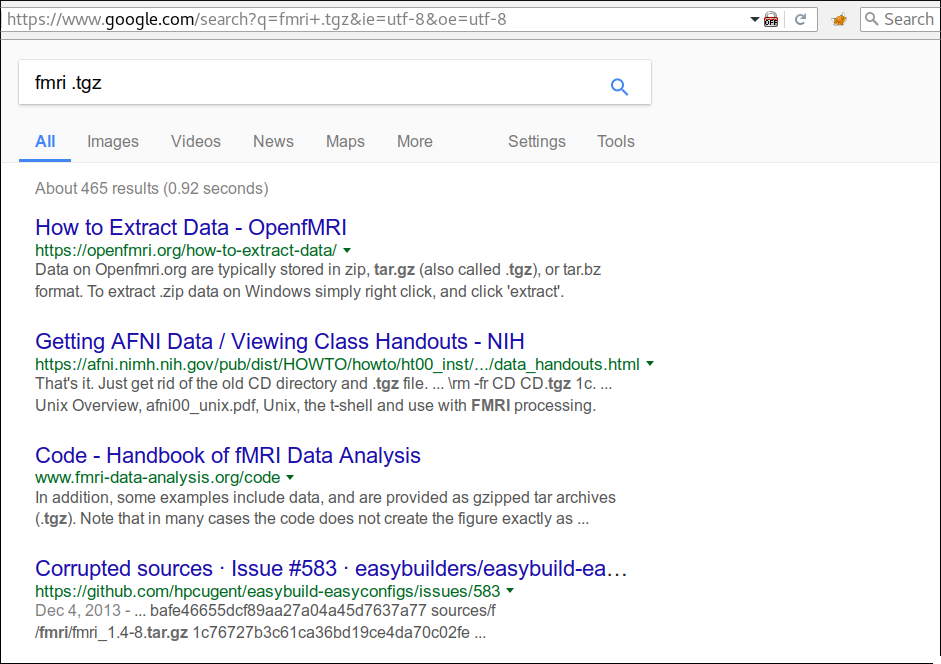 https://www.google.com/search?q=fmri+.tgz&ie=utf-8&oe=utf-8
OFF
Search
fmri .tgz
All Images Videos News Maps More Settings Tools
About 465 results (0.92 seconds)
How to Extract Data - OpenfMRI
https://openfmri.org/how-to-extract-data/
Data on Openfmri.org are typically stored in zip, tar.gz (also called .tgz), or tar.bz
format. To extract .zip data on Windows simply right click, and click 'extract'.
Getting AFNI Data / Viewing Class Handouts - NIH
https://afni.nimh.nih.gov/pub/dist/HOWTO/howto/ht00_inst/.../data_handouts.html
That's it. Just get rid of the old CD directory and .tgz file. ... \rm -fr CD CD.tgz 1c. ...
Unix Overview, afni00_unix.pdf, Unix, the t-shell and use with FMRI processing.
Code - Handbook of fMRI Data Analysis
www.fmri-data-analysis.org/code
In addition, some examples include data, and are provided as gzipped tar archives
(.tgz). Note that in many cases the code does not create the figure exactly as ...
Corrupted sources · Issue #583 · easybuilders/easybuild-ea...
https://github.com/hpcugent/easybuild-easyconfigs/issues/583
Dec 4, 2013 - ... bafe46655dcf89aa27a04a45d7637a77 sources/f
/fmri/fmri_1.4-8.tar.gz 1c76727b3c61ca36bd19ce4da70c02fe ...